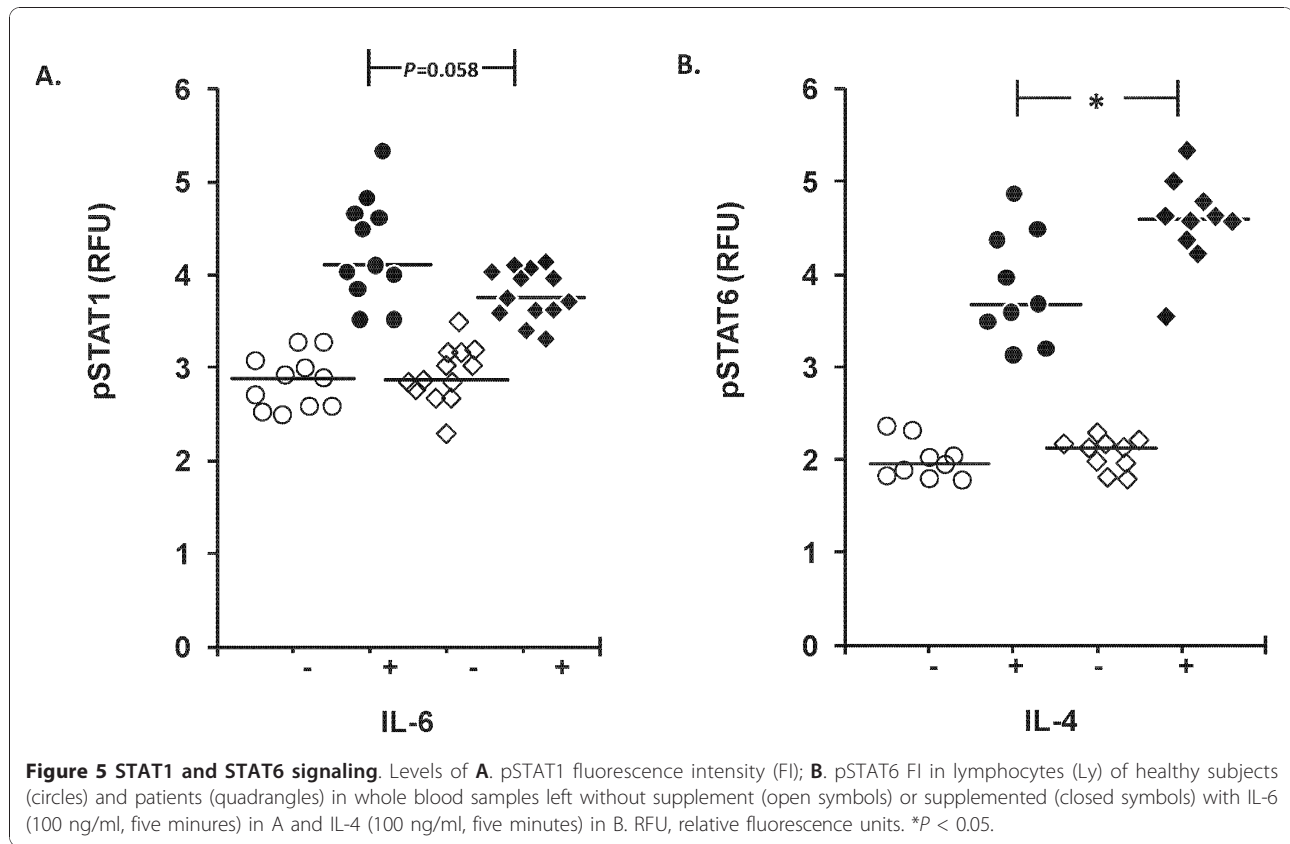 A.
P=0.058
6
5
4
3
2
1
0
pSTAT1 (RFU)
- + - +
IL-6
B.
*
6
5
4
3
2
1
0
pSTAT6 (RFU)
- + - +
IL-4
Figure 5 STAT1 and STAT6 signaling. Levels of A. pSTAT1 fluorescence intensity (FI); B. pSTAT6 FI in lymphocytes (Ly) of healthy subjects
(circles) and patients (quadrangles) in whole blood samples left without supplement (open symbols) or supplemented (closed symbols) with IL-6
(100 ng/ml, five minures) in A and IL-4 (100 ng/ml, five minutes) in B. RFU, relative fluorescence units. *P < 0.05.